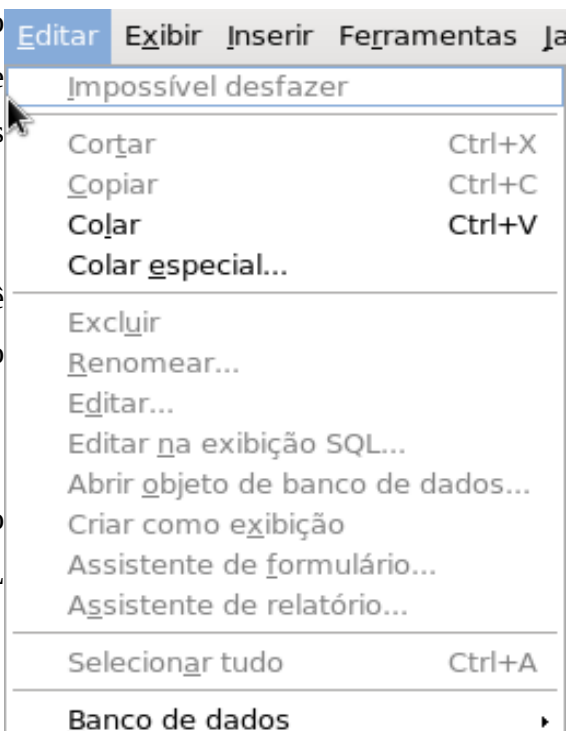 Editar Exibir Inserir Ferramentas Ja
Impossível desfazer
Cortar Ctrl+X
Copiar Ctrl+C
Colar Ctrl+V
Colar especial...
Excluir
Renomear...
Editar...
Editar na exibição SQL...
Abrir objeto de banco de dados...
Criar como exibição
Assistente de formulário...
Assistente de relatório...
Selecionar tudo Ctrl+A
Banco de dados